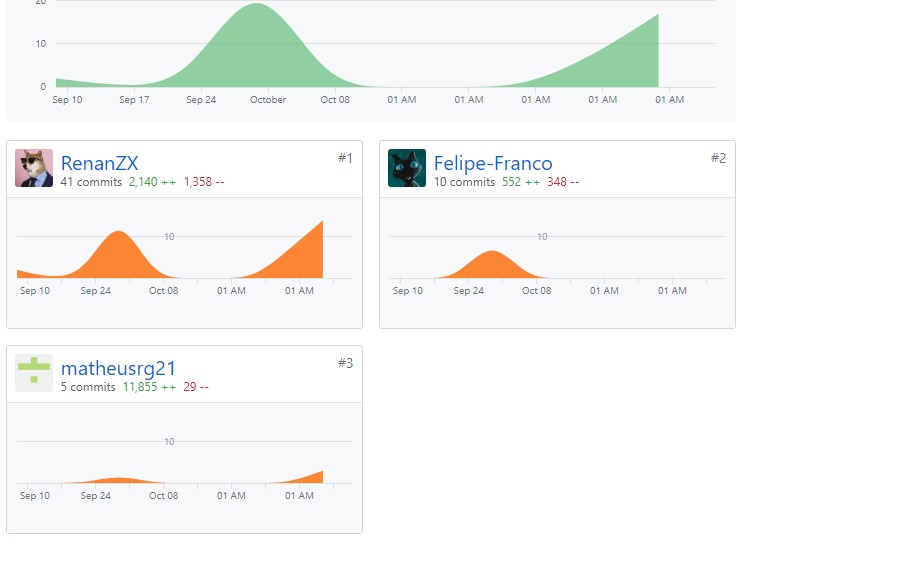 20
10
0
Sep 10 Sep 17 Sep 24 October Oct 08 01 AM 01 AM 01 AM 01 AM 01 AM
RenanZX #1
41 commits 2,140 ++ 1,358 --
10
Sep 10 Sep 24 Oct 08 01 AM 01 AM
Felipe-Franco #2
10 commits 552 ++ 348 --
10
Sep 10 Sep 24 Oct 08 01 AM 01 AM
matheusrg21 #3
5 commits 11,855 ++ 29 --
10
Sep 10 Sep 24 Oct 08 01 AM 01 AM